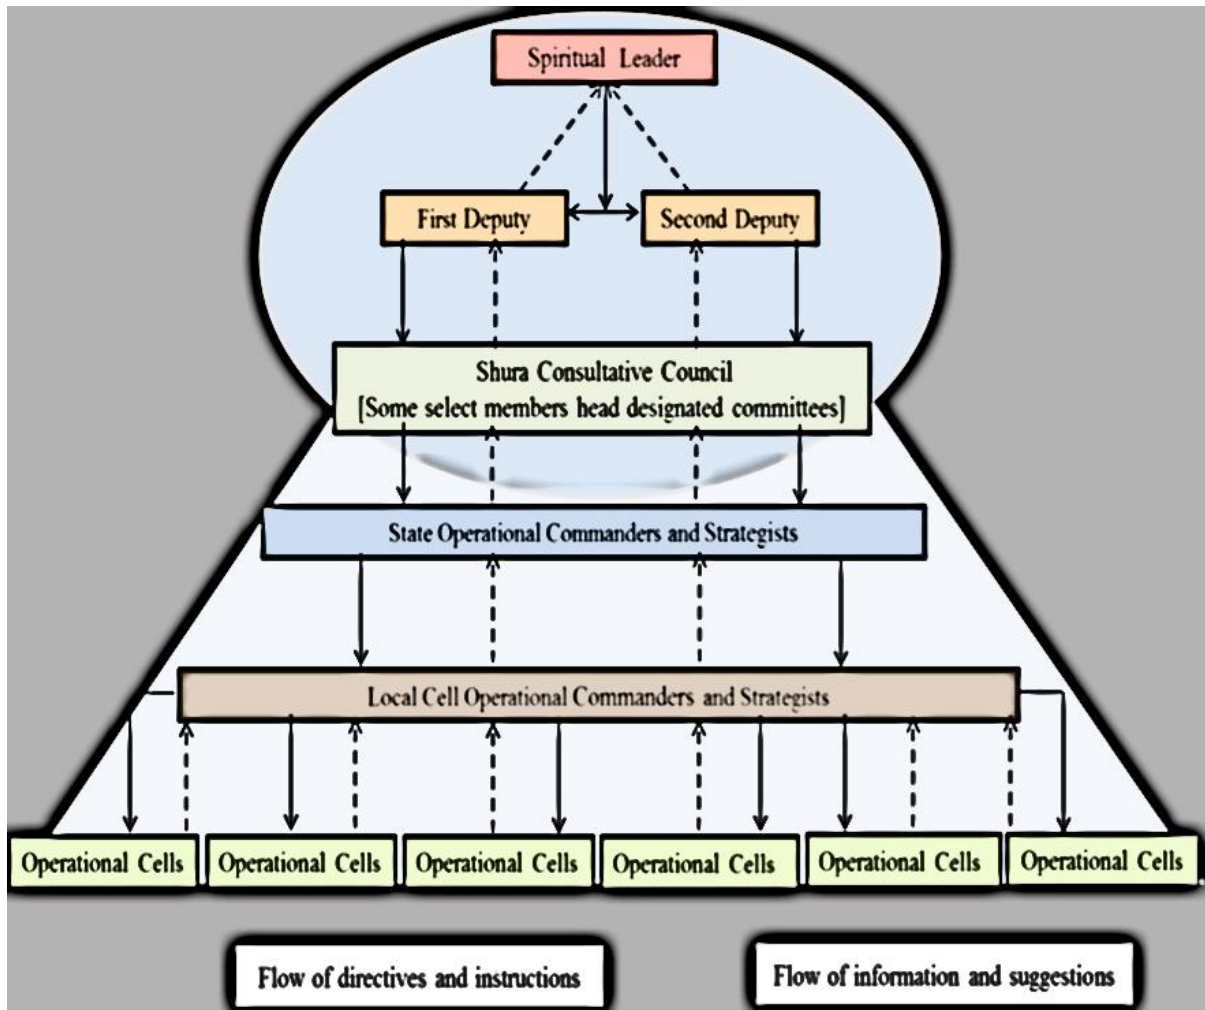 Spiritual Leader
First Deputy
Second Deputy
Shura Consultative Council
[Some select members head designated committees]
State Operational Commanders and Strategists
Local Cell Operational Commanders and Strategists
Operational Cells
Operational Cells
Operational Cells
Operational Cells
Operational Cells
Operational Cells
Flow of directives and instructions
Flow of information and suggestions